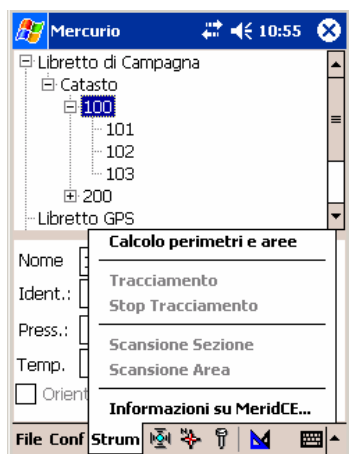 Mercurio 10:55
Libretto di Campagna
Catasto
100
101
102
103
200
Libretto GPS
Calcolo perimetri e aree
Nome
Tracciamento
Ident.:
Stop Tracciamento
Press.:
Scansione Sezione
Temp.
Scansione Area
Orient
Informazioni su MeridCE...
File Conf Strum